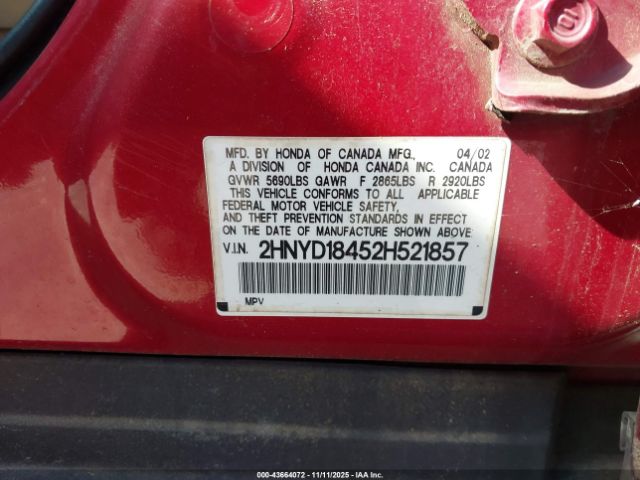 10
MFD. BY HONDA OF CANADA MFG., 04/02
A DIVISION OF HONDA CANADA INC. CANADA
GVWR 5690LBS GAWR F 2865LBS R 2920LBS
THIS VEHICLE CONFORMS TO ALL APPLICABLE
FEDERAL MOTOR VEHICLE SAFETY,
AND THEFT PREVENTION STANDARDS IN EFFECT
ON THE DATE OF MANUFACTURE SHOWN ABOVE:
V.I.N. 2HNYD18452H521857
MPV
000-43664072 - 11/11/2025 - IAA Inc.